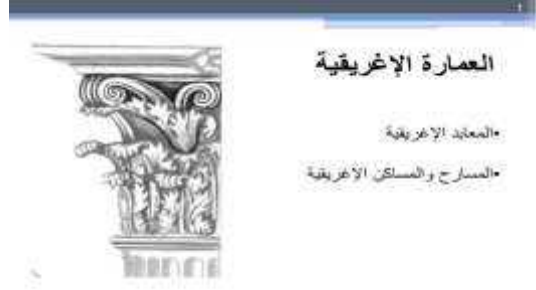 العمارة الإغريقية
•المعابد الإغريقية
•المسارح والمساكن الإغريقية